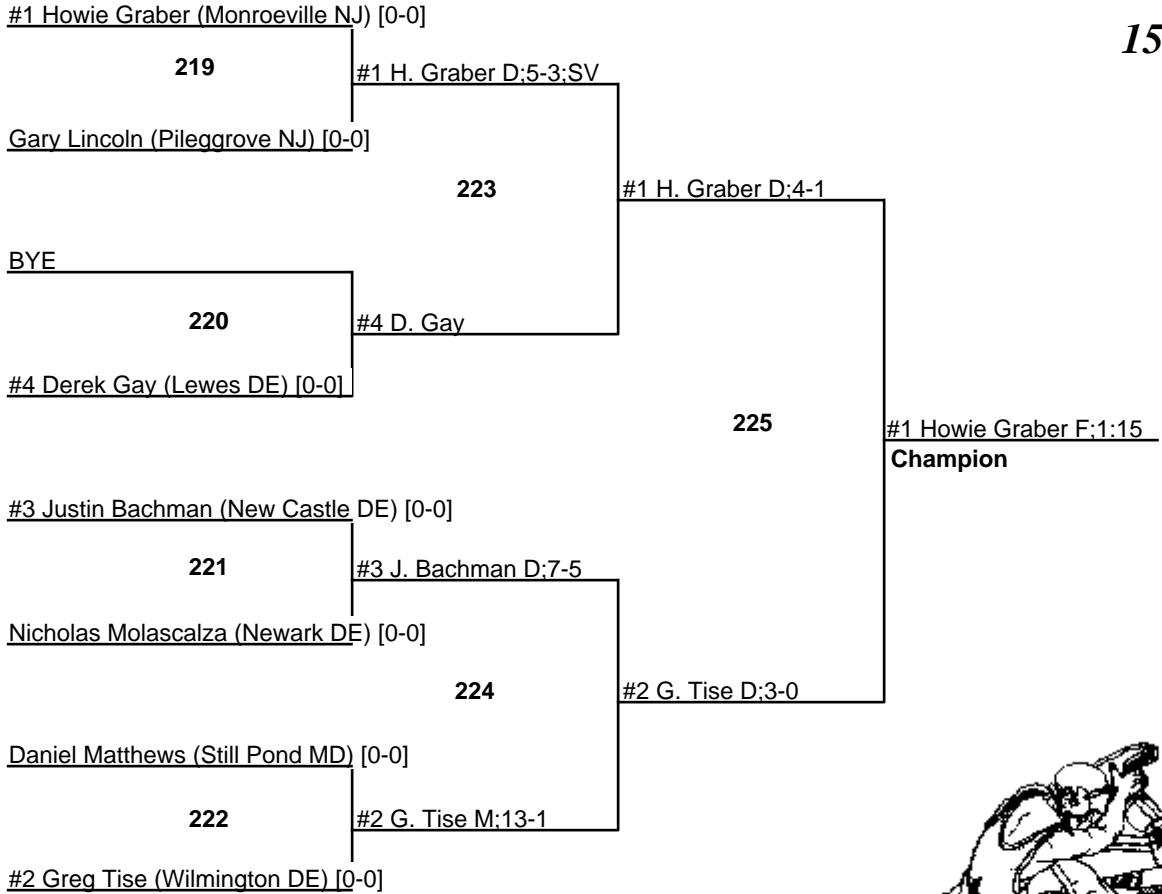 #1 Howie Graber (Monroeville NJ) [0-0]
15
219
#1 H. Graber D;5-3;SV
Gary Lincoln (Pileggrove NJ) [0-0]
223
#1 H. Graber D;4-1
BYE
220
#4 D. Gay
#4 Derek Gay (Lewes DE) [0-0]
225
#1 Howie Graber F;1:15
Champion
#3 Justin Bachman (New Castle DE) [0-0]
221
#3 J. Bachman D;7-5
Nicholas Molascalza (Newark DE) [0-0]
224
#2 G. Tise D;3-0
Daniel Matthews (Still Pond MD) [0-0]
222
#2 G. Tise M;13-1
#2 Greg Tise (Wilmington DE) [0-0]